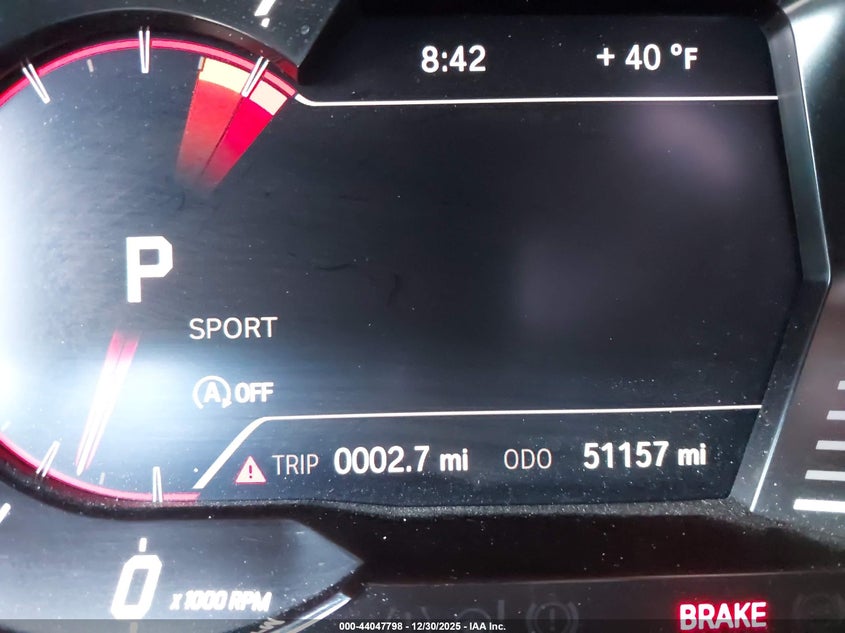 8:42 + 40 °F
P
SPORT
A OFF
TRIP 0002.7 mi ODO 51157 mi
0 x1000 RPM
BRAKE
000-44047798 - 12/30/2025 - IAA Inc.